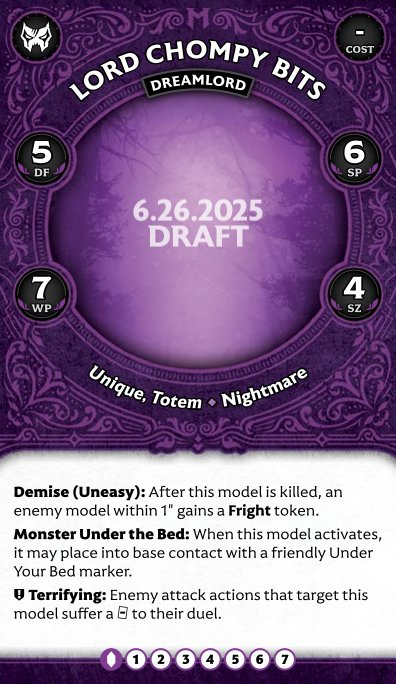 -
COST
LORD CHOMPY BITS
DREAMLORD
5
DF
6
SP
6.26.2025
DRAFT
7
WP
4
SZ
Unique, Totem ◆ Nightmare
Demise (Uneasy): After this model is killed, an
enemy model within 1" gains a Fright token.
Monster Under the Bed: When this model activates,
it may place into base contact with a friendly Under
Your Bed marker.
Terrifying: Enemy attack actions that target this
model suffer a to their duel.
1 2 3 4 5 6 7